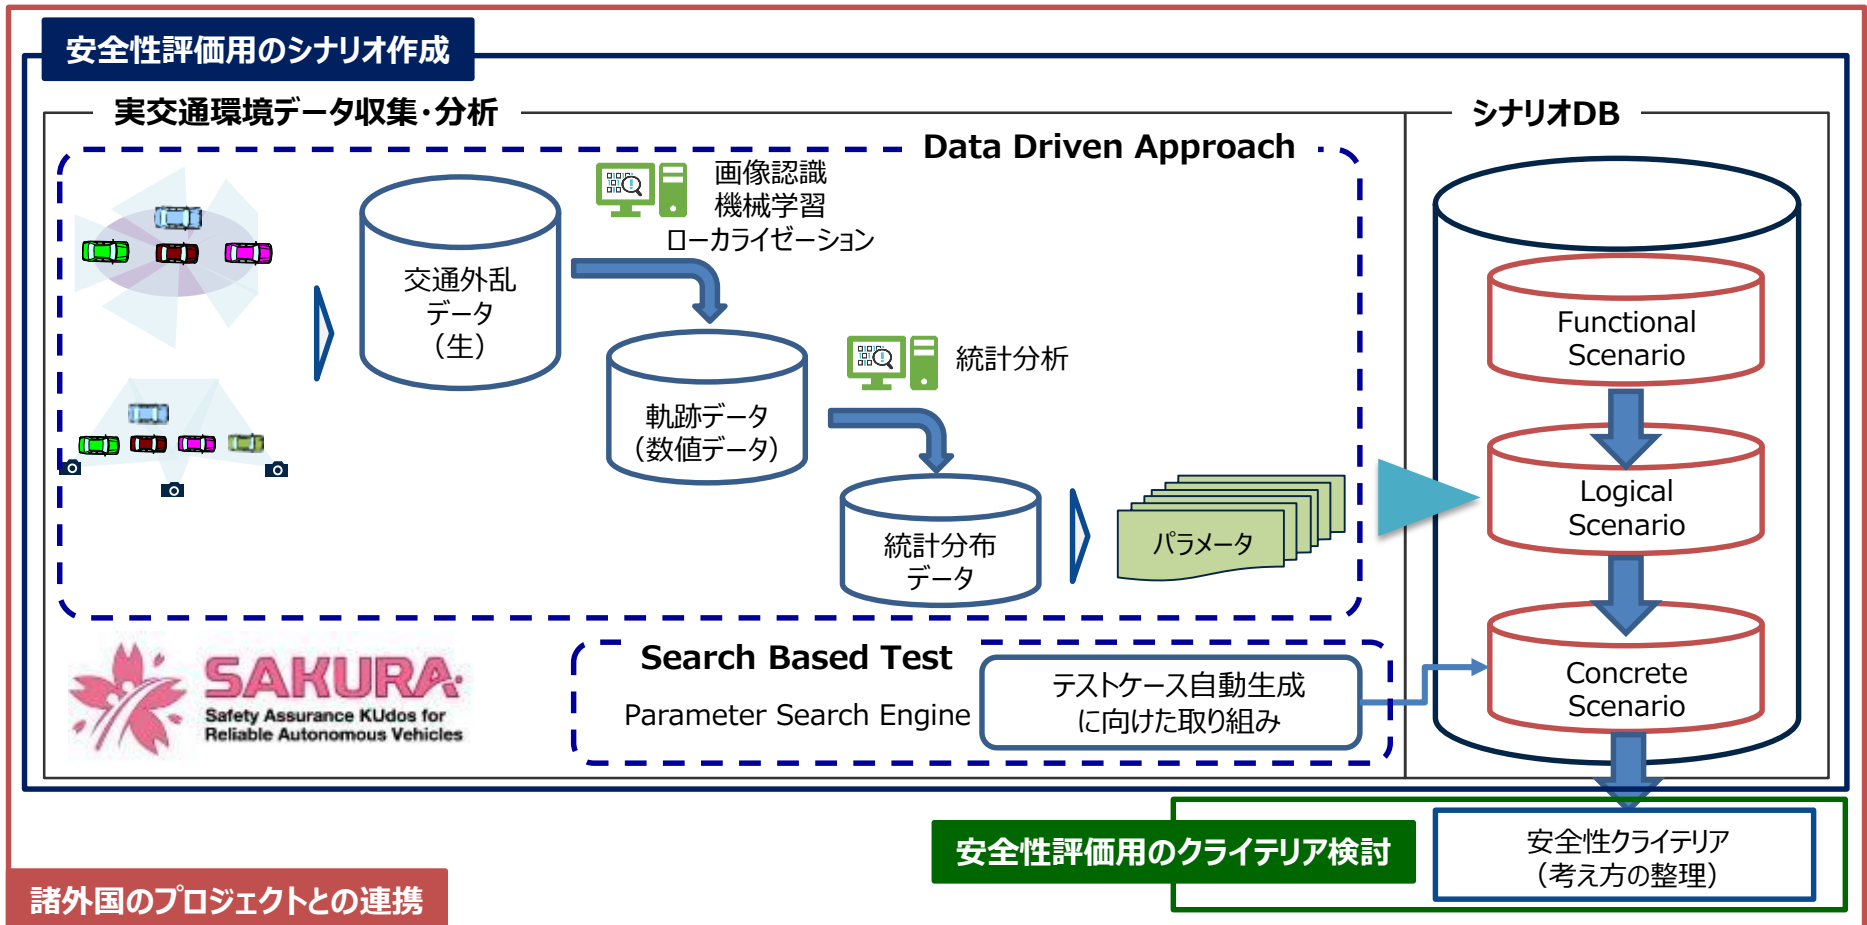 安全性評価用のシナリオ作成
実交通環境データ収集・分析
シナリオDB
Data Driven Approach
画像認識
機械学習
ローカライゼーション
交通外乱
データ
（生）
軌跡データ
（数値データ）
統計分析
統計分布
データ
パラメータ
Functional
Scenario
Logical
Scenario
Concrete
Scenario
SAKURA
Safety Assurance KUdos for
Reliable Autonomous Vehicles
Search Based Test
Parameter Search Engine
テストケース自動生成
に向けた取り組み
安全性評価用のクライテリア検討
安全性クライテリア
（考え方の整理）
諸外国のプロジェクトとの連携